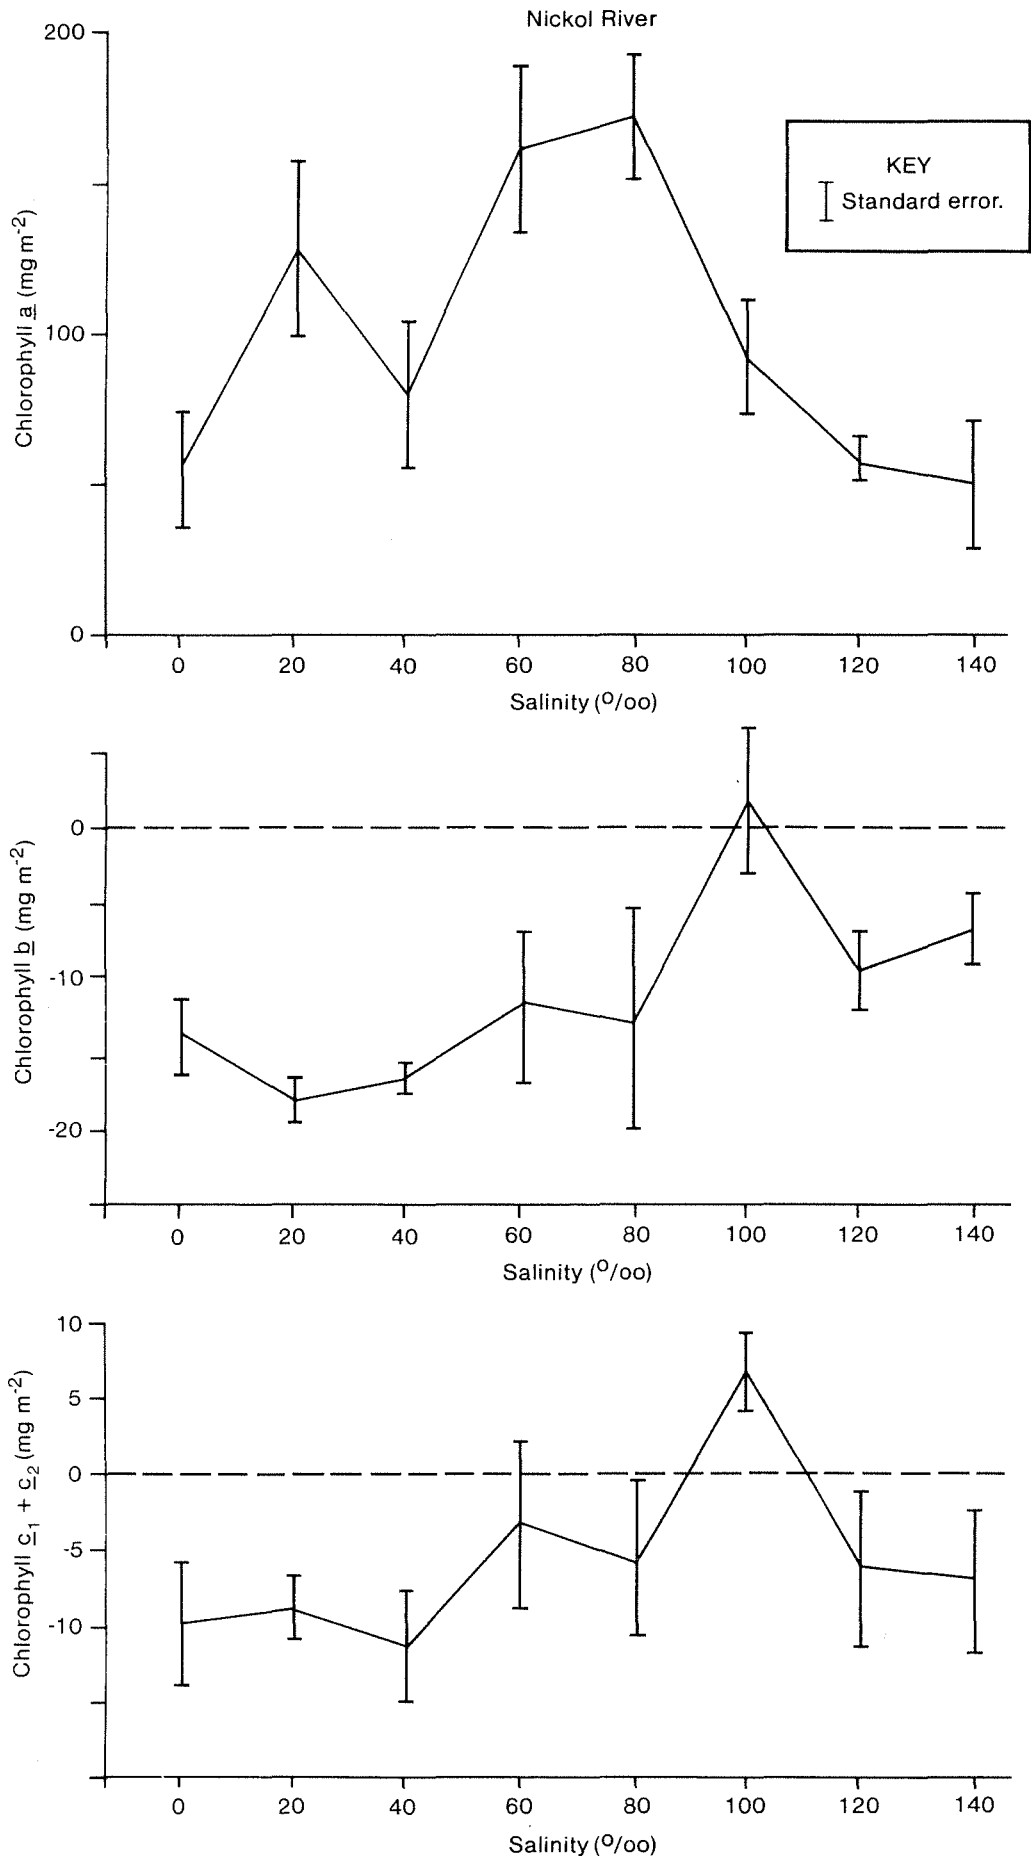 Nickol River
200
100
0
Chlorophyll a (mg m⁻²)
KEY
Standard error.
0 20 40 60 80 100 120 140
Salinity (⁰/oo)
0
-10
-20
Chlorophyll b (mg m⁻²)
0 20 40 60 80 100 120 140
Salinity (⁰/oo)
10
5
0
-5
-10
Chlorophyll c₁ + c₂ (mg m⁻²)
0 20 40 60 80 100 120 140
Salinity (⁰/oo)